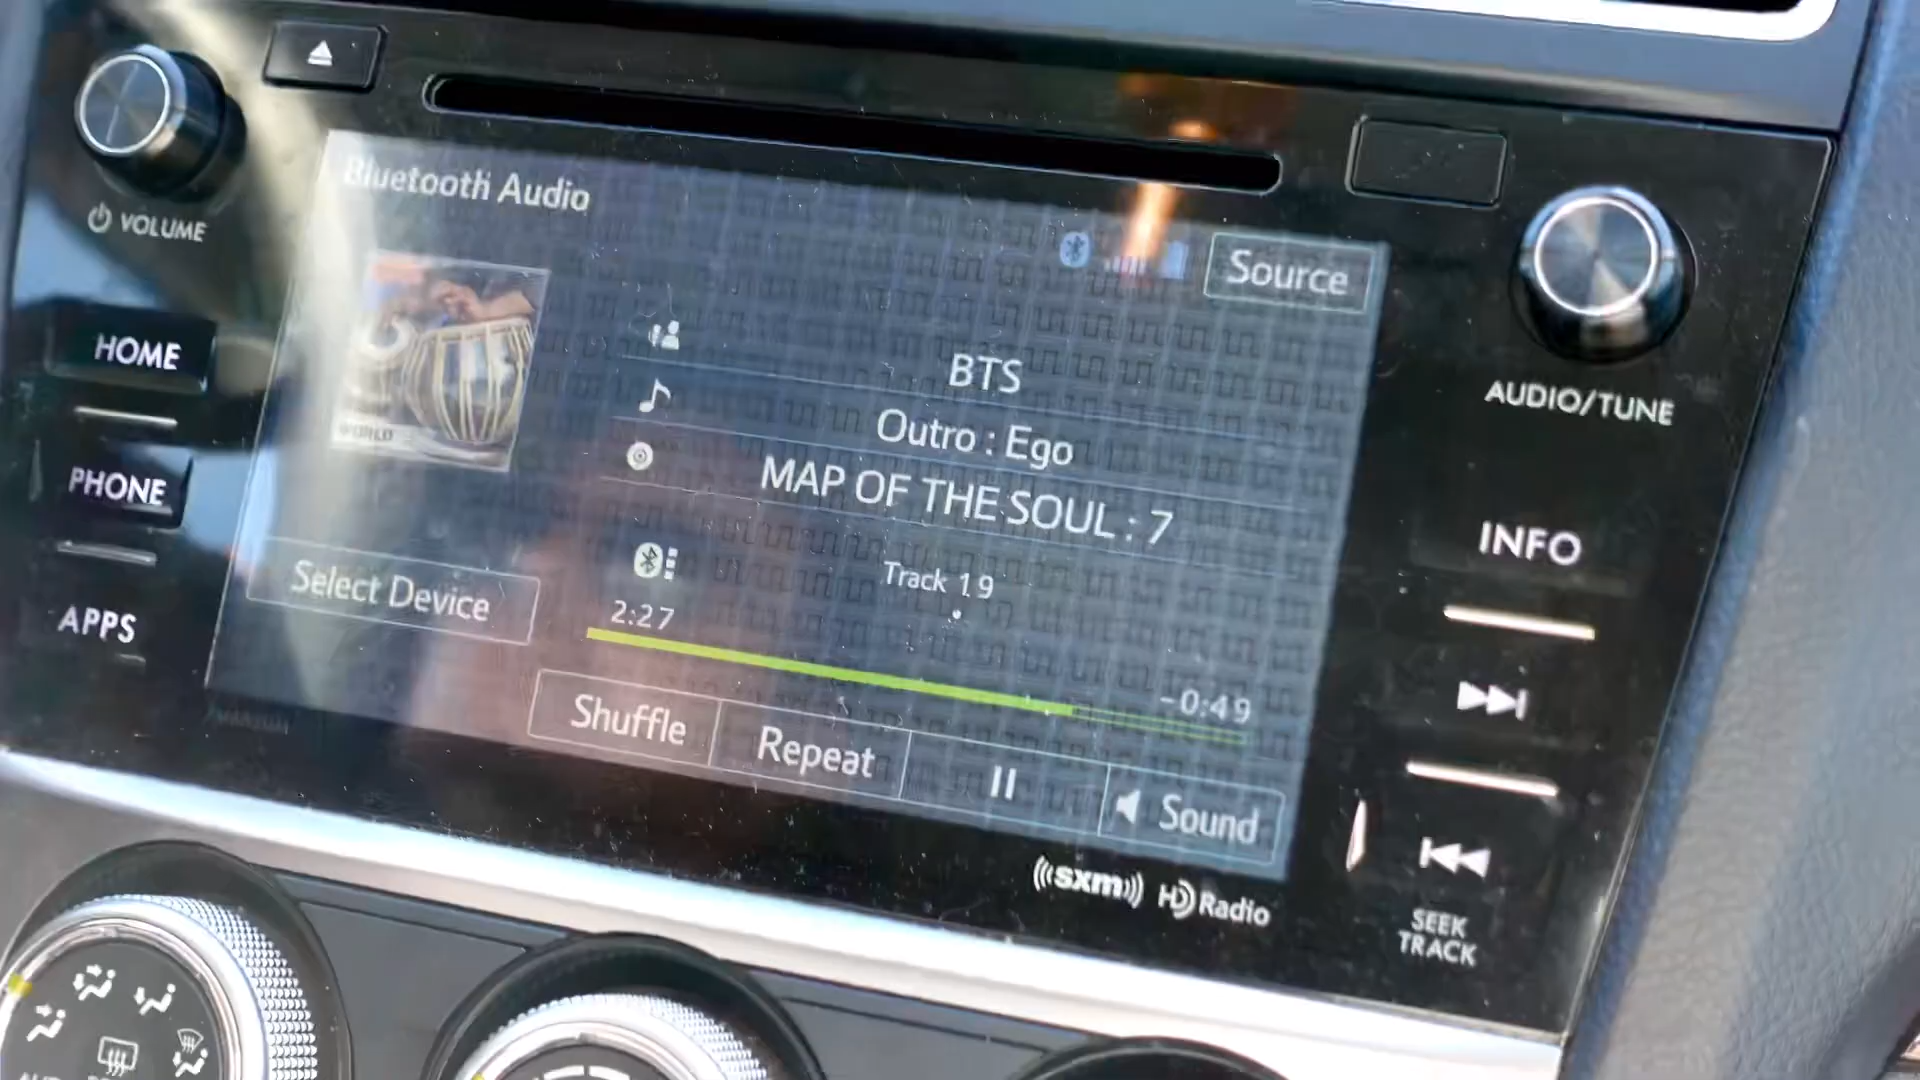 VOLUME
Bluetooth Audio
Source
HOME
WORLD
BTS
Outro : Ego
MAP OF THE SOUL : 7
AUDIO/TUNE
PHONE
INFO
Select Device
Track 19
2:27
-0:49
APPS
Shuffle
Repeat
Sound
sxm HD Radio
SEEK
TRACK